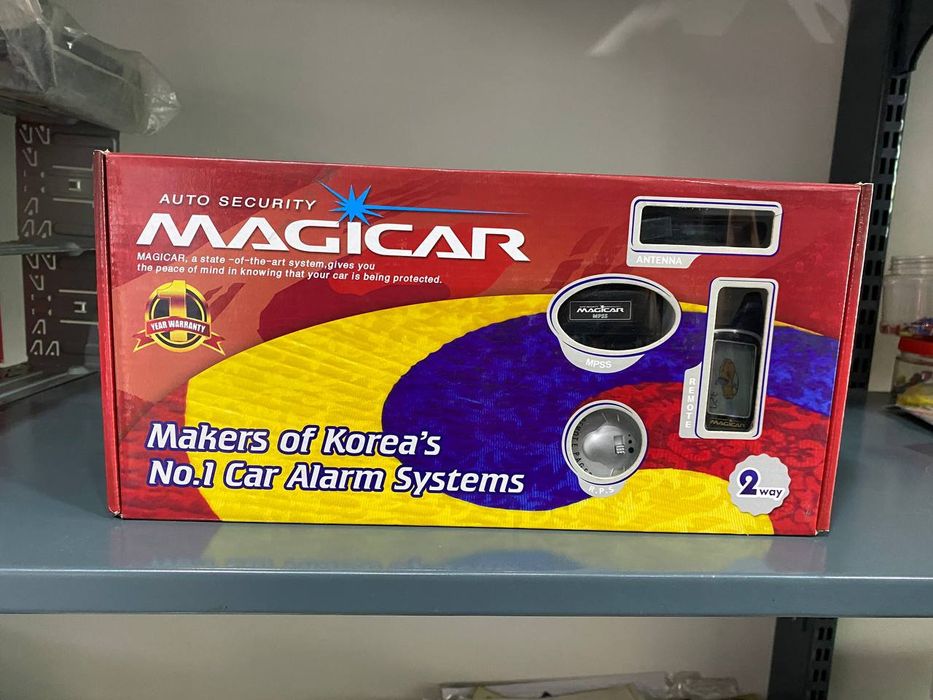 AUTO SECURITY
MAGICAR
MAGICAR, a state -of-the-art system,gives you
the peace of mind in knowing that your car is being protected.
1
YEAR WARRANTY
Makers of Korea's
No.1 Car Alarm Systems
ANTENNA
MAGICAR
MPSS
MPSS
REMOTE
MAGICAR
R.P.S
2 way